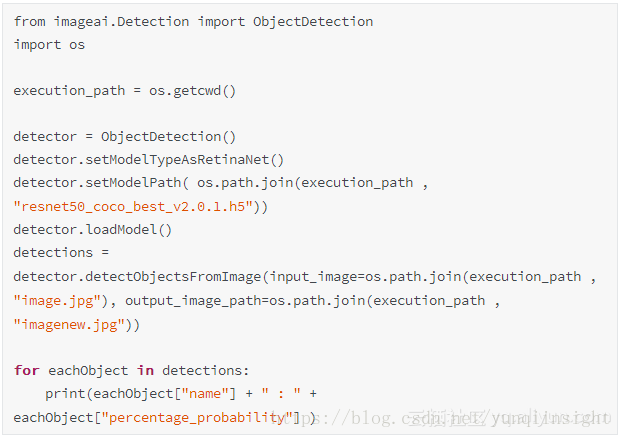 from imageai.Detection import ObjectDetection
import os
execution_path = os.getcwd()
detector = ObjectDetection()
detector.setModelTypeAsRetinaNet()
detector.setModelPath( os.path.join(execution_path ,
"resnet50_coco_best_v2.0.1.h5"))
detector.loadModel()
detections =
detector.detectObjectsFromImage(input_image=os.path.join(execution_path ,
"image.jpg"), output_image_path=os.path.join(execution_path ,
"imagenew.jpg"))
for eachObject in detections:
    print(eachObject["name"] + " : " +
eachObject["percentage_probability"] )
https://blog.csdn.net/yunqiinsight